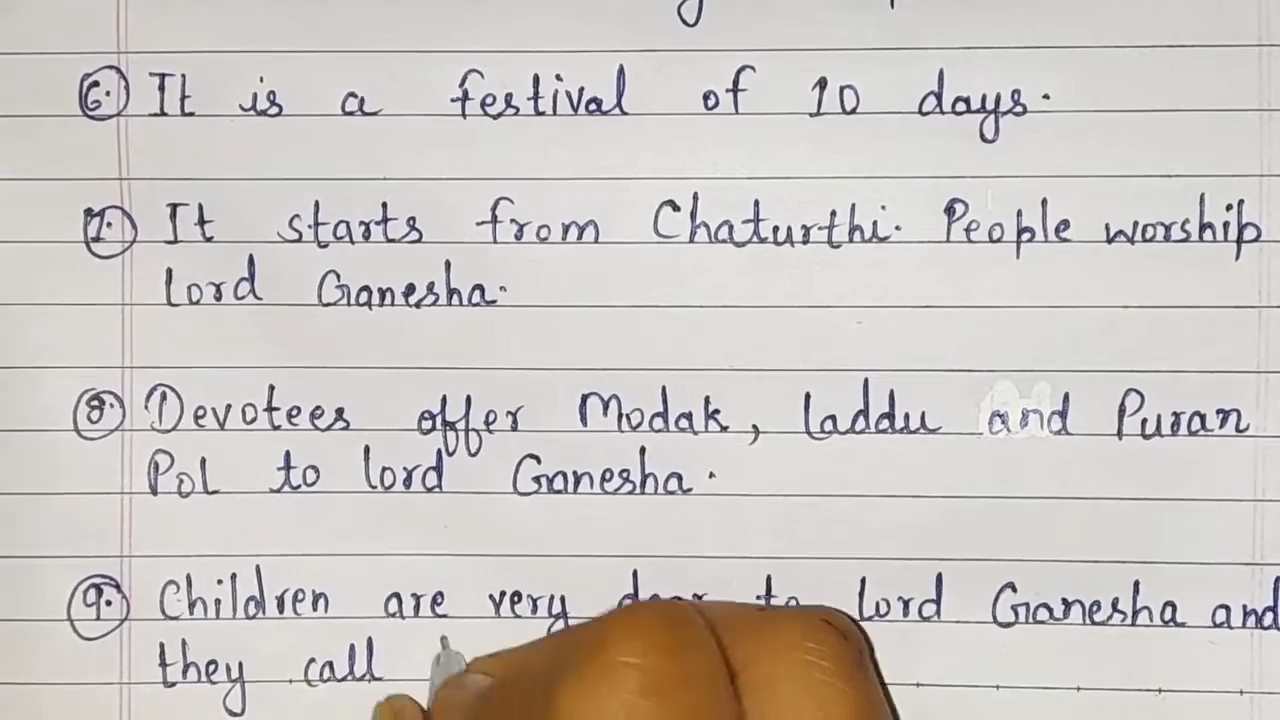 6. It is a festival of 10 days.
7. It starts from Chaturthi. People worship
lord Ganesha.
8. Devotees offer Modak, laddu and Puran
Pol to lord Ganesha.
9. Children are very dear to lord Ganesha and
they call